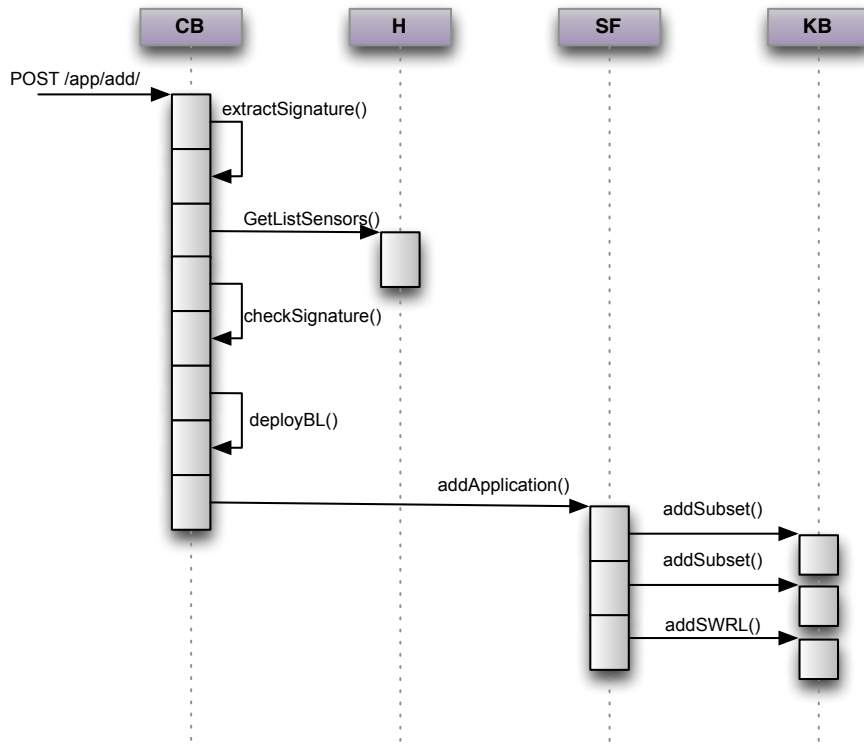 CB
H
SF
KB
POST /app/add/
extractSignature()
GetListSensors()
checkSignature()
deployBL()
addApplication()
addSubset()
addSubset()
addSWRL()